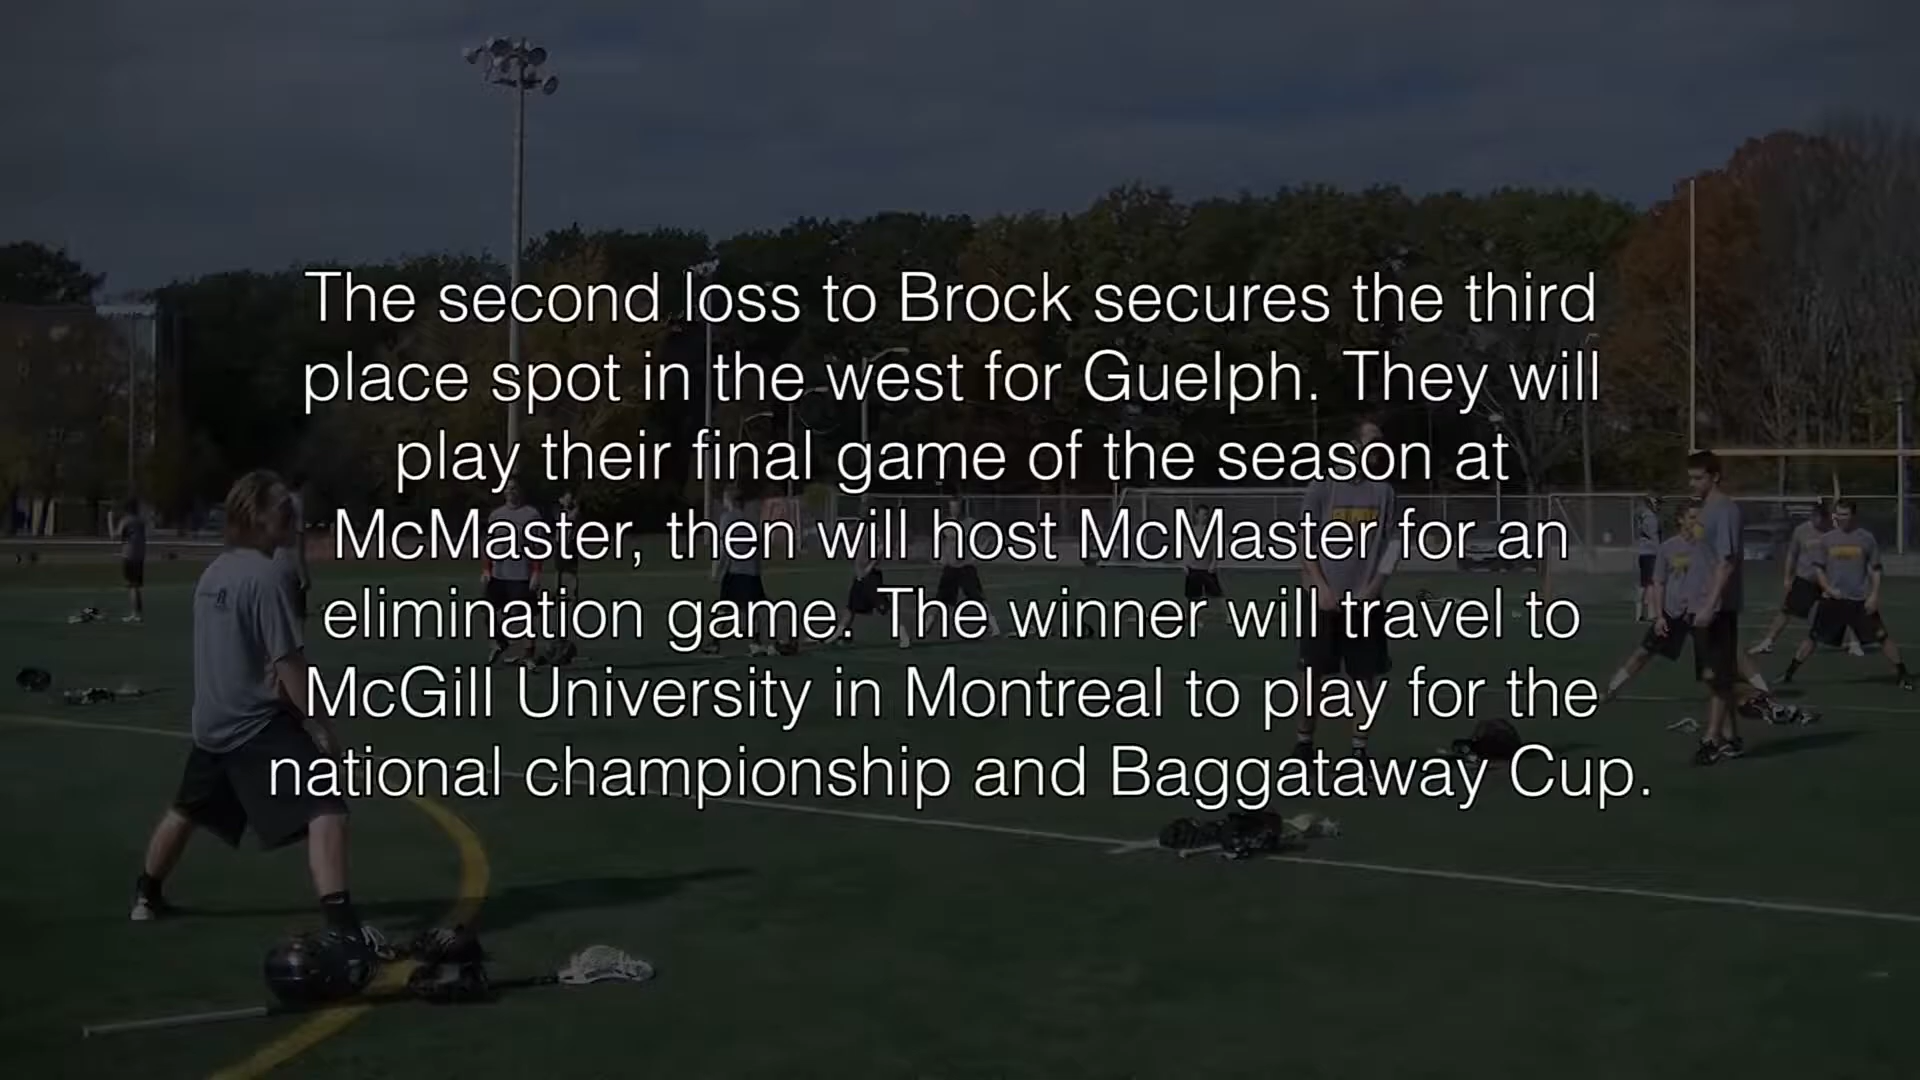 The second loss to Brock secures the third
place spot in the west for Guelph. They will
play their final game of the season at
McMaster, then will host McMaster for an
elimination game. The winner will travel to
McGill University in Montreal to play for the
national championship and Baggataway Cup.